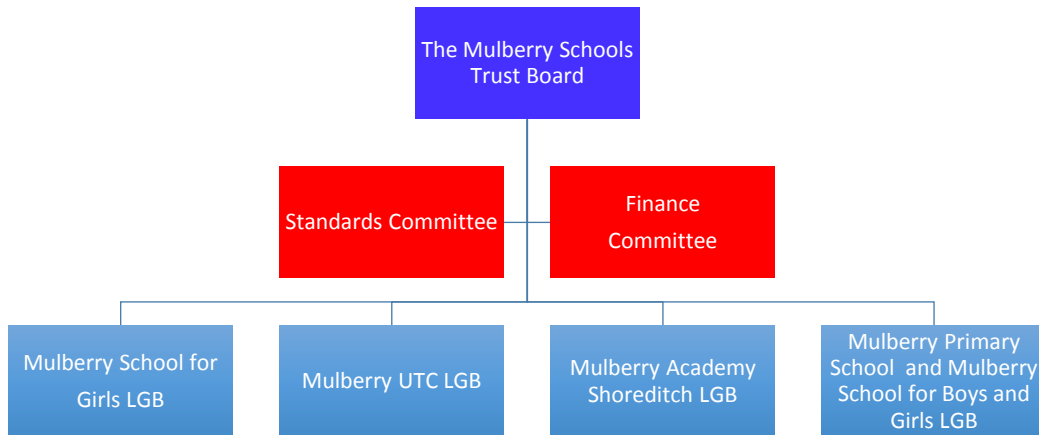 The Mulberry Schools
Trust Board
Standards Committee
Finance
Committee
Mulberry School for
Girls LGB
Mulberry UTC LGB
Mulberry Academy
Shoreditch LGB
Mulberry Primary
School and Mulberry
School for Boys and
Girls LGB